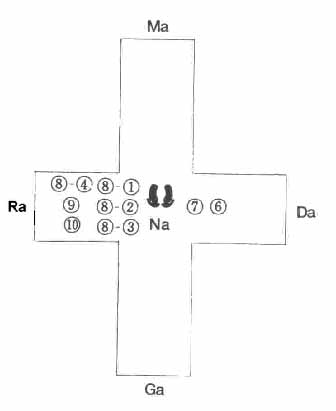 Ma
⑧-④ ⑧-①
Ra ⑨ ⑧-② ⑦ ⑥ Da
⑩ ⑧-③ Na
Ga